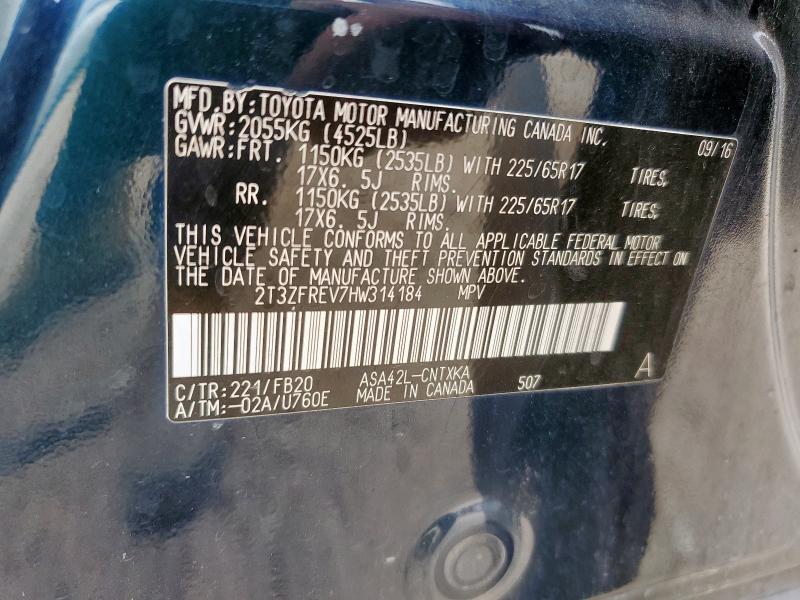 MFD. BY: TOYOTA MOTOR MANUFACTURING CANADA INC. 09/16
GVWR: 2055KG (4525LB)
GAWR: FRT. 1150KG (2535LB) WITH 225/65R17 TIRES,
17X6. 5J RIMS.
RR. 1150KG (2535LB) WITH 225/65R17 TIRES,
17X6. 5J RIMS.
THIS VEHICLE CONFORMS TO ALL APPLICABLE FEDERAL MOTOR
VEHICLE SAFETY AND THEFT PREVENTION STANDARDS IN EFFECT ON
THE DATE OF MANUFACTURE SHOWN ABOVE.
2T3ZFREV7HW314184 MPV
C/TR: 221/FB20 ASA42L-CNTXKA A
A/TM: -02A/U760E MADE IN CANADA 507